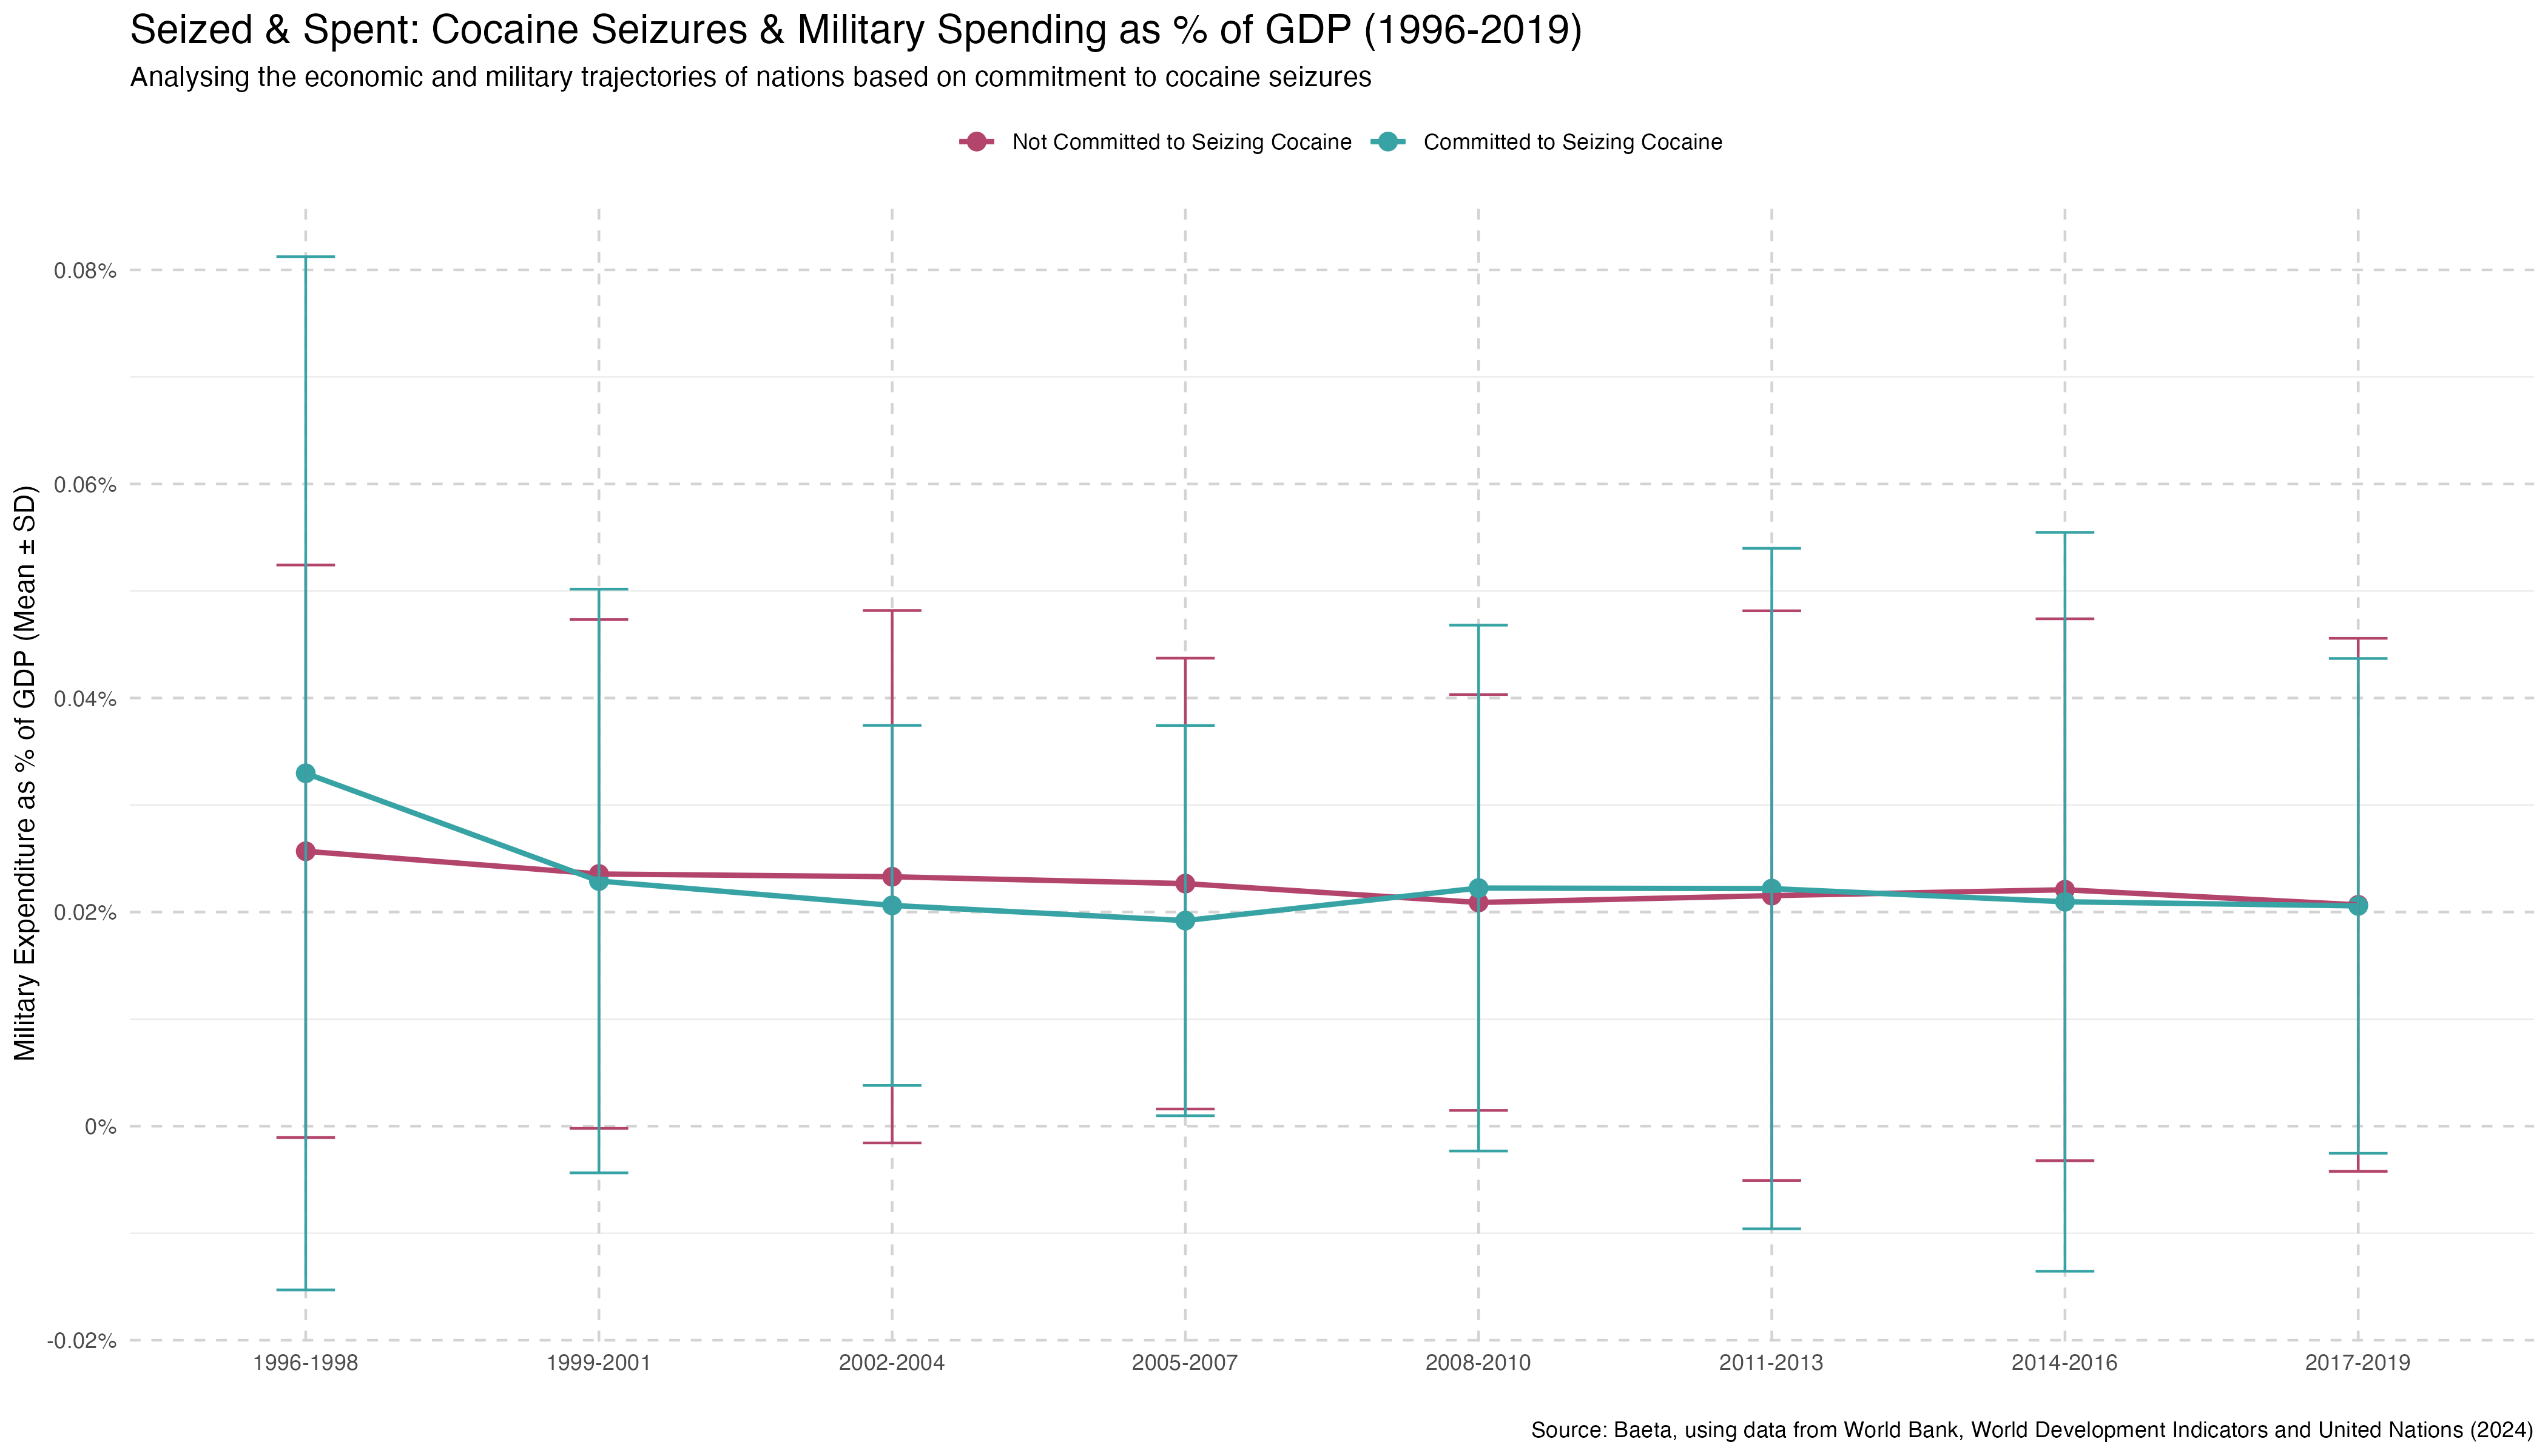 Seized & Spent: Cocaine Seizures & Military Spending as % of GDP (1996-2019)
Analysing the economic and military trajectories of nations based on commitment to cocaine seizures
Not Committed to Seizing Cocaine
Committed to Seizing Cocaine
Military Expenditure as % of GDP (Mean ± SD)
0.08%
0.06%
0.04%
0.02%
0%
-0.02%
1996-1998
1999-2001
2002-2004
2005-2007
2008-2010
2011-2013
2014-2016
2017-2019
Source: Baeta, using data from World Bank, World Development Indicators and United Nations (2024)